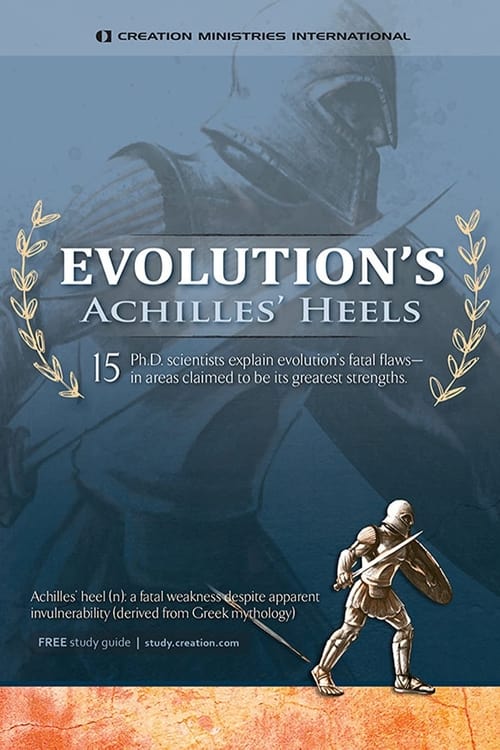 CREATION MINISTRIES INTERNATIONAL
EVOLUTION'S
ACHILLES' HEELS
15 Ph.D. scientists explain evolution's fatal flaws—
in areas claimed to be its greatest strengths.
Achilles' heel (n): a fatal weakness despite apparent
invulnerability (derived from Greek mythology)
FREE study guide | study.creation.com